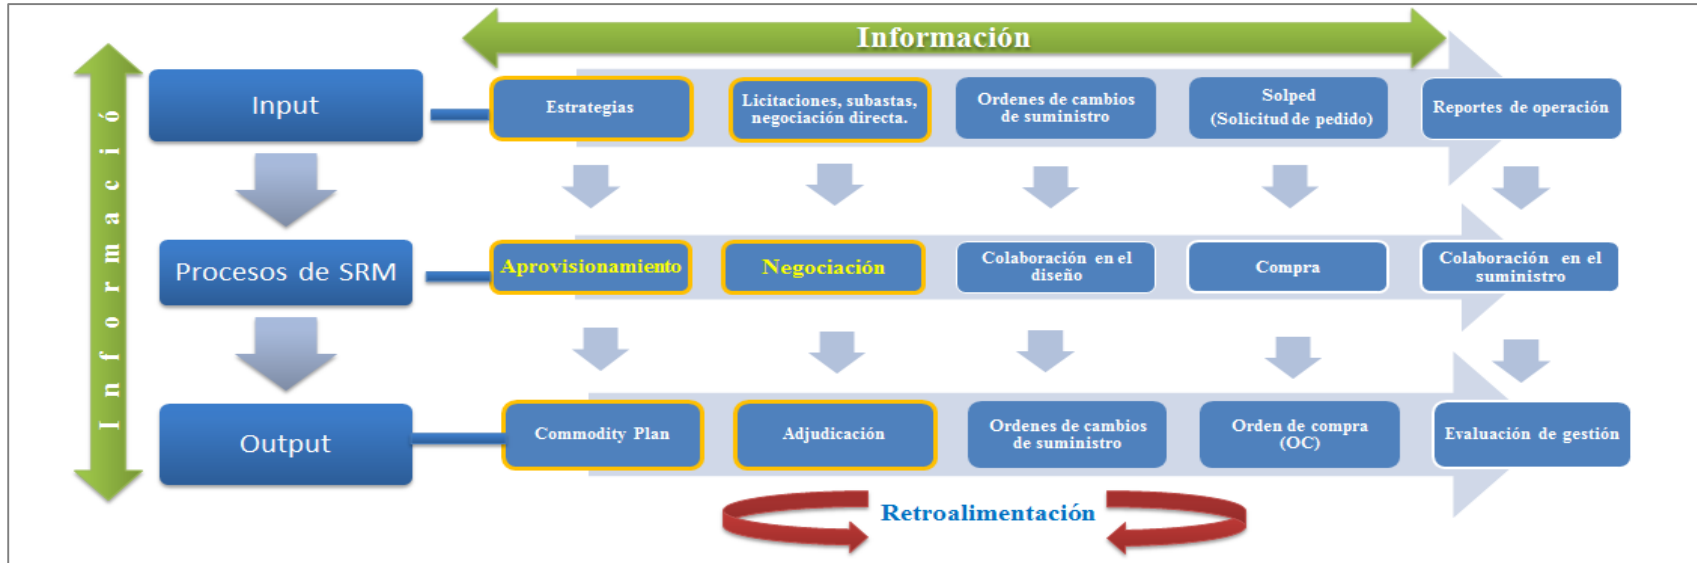 Información
Informació
Input
Estrategias
Licitaciones, subastas,
negociación directa.
Ordenes de cambios
de suministro
Solped
(Solicitud de pedido)
Reportes de operación
Procesos de SRM
Aprovisionamiento
Negociación
Colaboración en el
diseño
Compra
Colaboración en el
suministro
Output
Commodity Plan
Adjudicación
Ordenes de cambios
de suministro
Orden de compra
(OC)
Evaluación de gestión
Retroalimentación